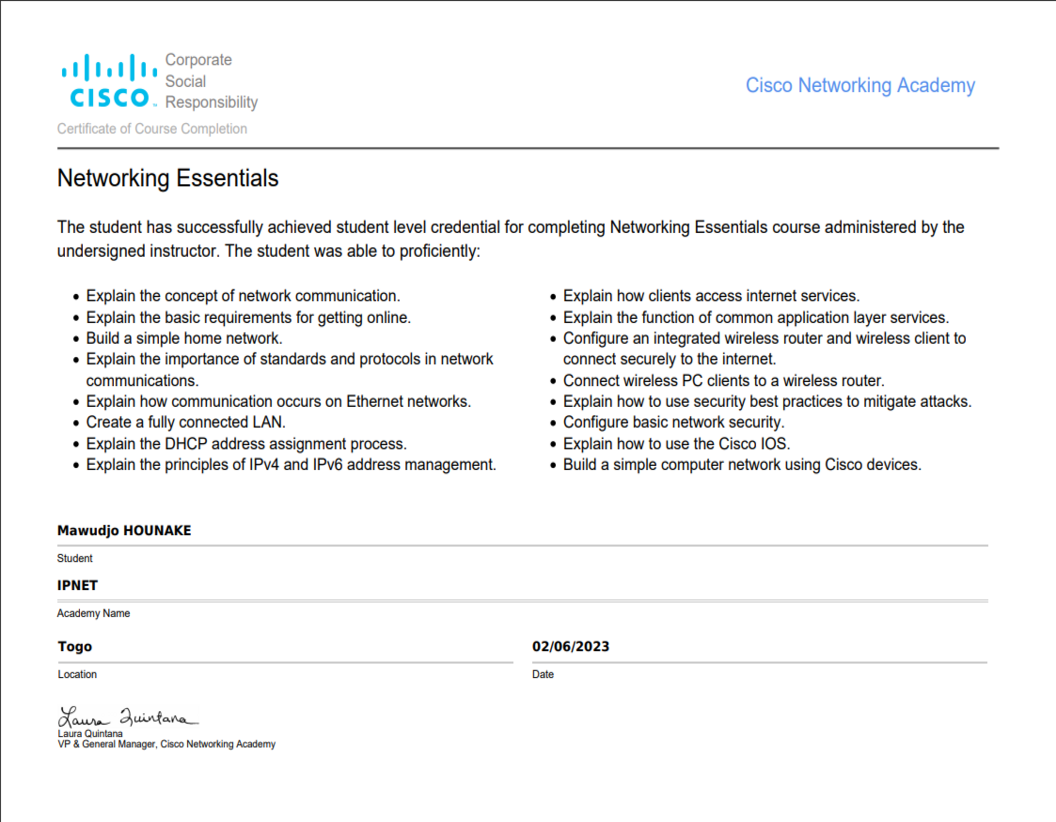 Corporate
Social
CISCO™ Responsibility
Cisco Networking Academy
Certificate of Course Completion
Networking Essentials
The student has successfully achieved student level credential for completing Networking Essentials course administered by the
undersigned instructor. The student was able to proficiently:
• Explain the concept of network communication.
• Explain the basic requirements for getting online.
• Build a simple home network.
• Explain the importance of standards and protocols in network
communications.
• Explain how communication occurs on Ethernet networks.
• Create a fully connected LAN.
• Explain the DHCP address assignment process.
• Explain the principles of IPv4 and IPv6 address management.
• Explain how clients access internet services.
• Explain the function of common application layer services.
• Configure an integrated wireless router and wireless client to
connect securely to the internet.
• Connect wireless PC clients to a wireless router.
• Explain how to use security best practices to mitigate attacks.
• Configure basic network security.
• Explain how to use the Cisco IOS.
• Build a simple computer network using Cisco devices.
Mawudjo HOUNAKE
Student
IPNET
Academy Name
Togo
Location
02/06/2023
Date
Laura Quintana
Laura Quintana
VP & General Manager, Cisco Networking Academy